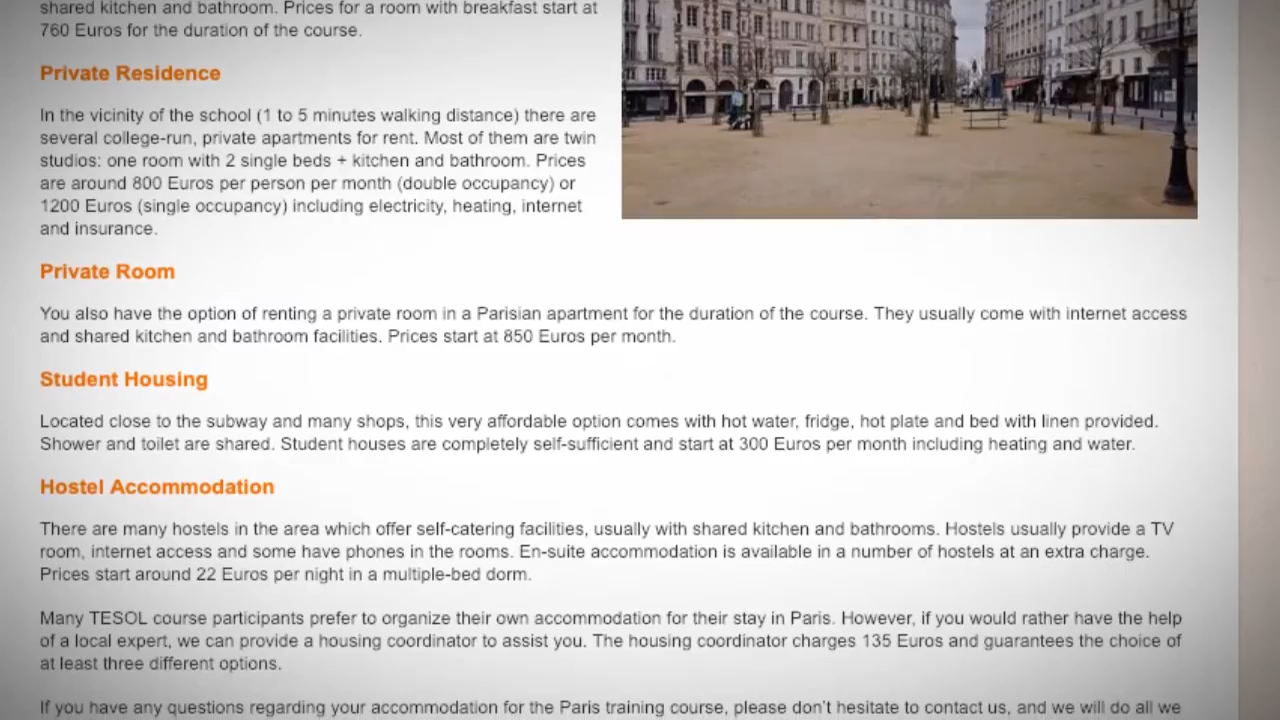 shared kitchen and bathroom. Prices for a room with breakfast start at
760 Euros for the duration of the course.
Private Residence
In the vicinity of the school (1 to 5 minutes walking distance) there are
several college-run, private apartments for rent. Most of them are twin
studios: one room with 2 single beds + kitchen and bathroom. Prices
are around 800 Euros per person per month (double occupancy) or
1200 Euros (single occupancy) including electricity, heating, internet
and insurance.
Private Room
You also have the option of renting a private room in a Parisian apartment for the duration of the course. They usually come with internet access
and shared kitchen and bathroom facilities. Prices start at 850 Euros per month.
Student Housing
Located close to the subway and many shops, this very affordable option comes with hot water, fridge, hot plate and bed with linen provided.
Shower and toilet are shared. Student houses are completely self-sufficient and start at 300 Euros per month including heating and water.
Hostel Accommodation
There are many hostels in the area which offer self-catering facilities, usually with shared kitchen and bathrooms. Hostels usually provide a TV
room, internet access and some have phones in the rooms. En-suite accommodation is available in a number of hostels at an extra charge.
Prices start around 22 Euros per night in a multiple-bed dorm.
Many TESOL course participants prefer to organize their own accommodation for their stay in Paris. However, if you would rather have the help
of a local expert, we can provide a housing coordinator to assist you. The housing coordinator charges 135 Euros and guarantees the choice of
at least three different options.
If you have any questions regarding your accommodation for the Paris training course, please don't hesitate to contact us, and we will do all we